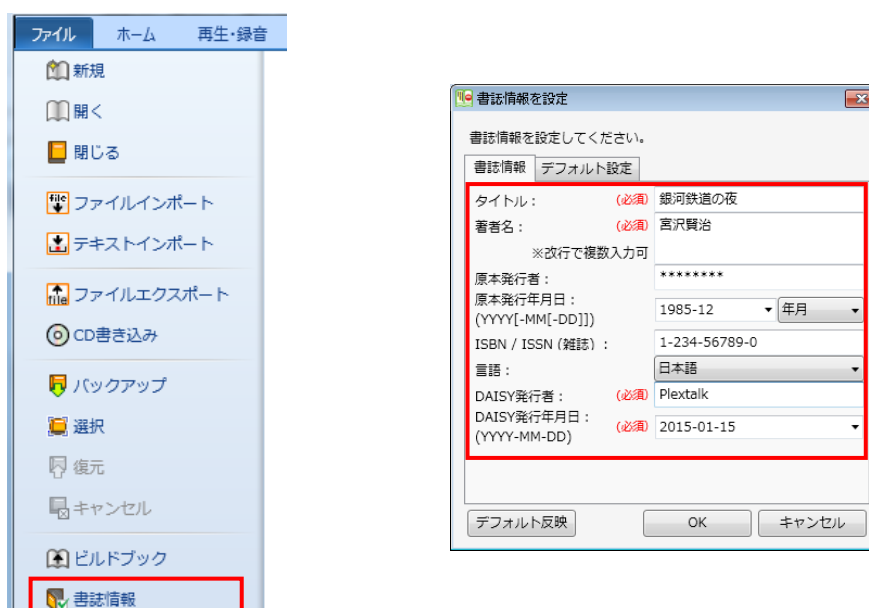 ファイル ホーム 再生・録音
新規
開く
閉じる
file ファイルインポート
テキストインポート
file ファイルエクスポート
CD書き込み
バックアップ
選択
復元
キャンセル
ビルドブック
書誌情報
書誌情報を設定
書誌情報を設定してください。
書誌情報 デフォルト設定
タイトル： (必須) 銀河鉄道の夜
著者名： (必須) 宮沢賢治
※改行で複数入力可
原本発行者： ********
原本発行年月日：
(YYYY[-MM[-DD]]) 1985-12 年月
ISBN / ISSN (雑誌)： 1-234-56789-0
言語： 日本語
DAISY発行者： (必須) Plextalk
DAISY発行年月日：
(YYYY-MM-DD) (必須) 2015-01-15
デフォルト反映 OK キャンセル